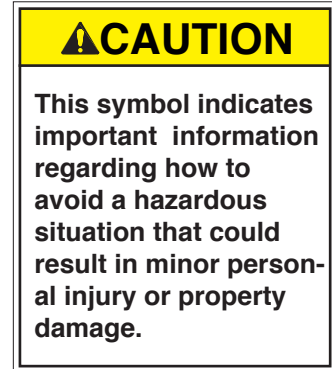 CAUTION
This symbol indicates
important information
regarding how to
avoid a hazardous
situation that could
result in minor person-
al injury or property
damage.